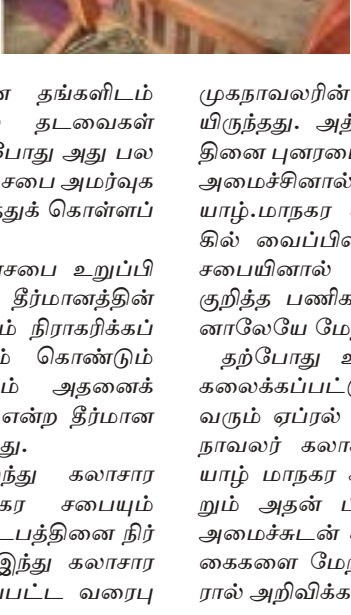 ன தங்களிடம்
தடவைகள்
போது அது பல
சபை அமர்வுக
துக் கொள்ளப்
சபை உறுப்பி
தீர்மானத்தின்
ம் நிராகரிக்கப்
ம் கொண்டும்
ம் அதனைக்
என்ற தீர்மான
து.
ந்து கலாசார
கர சபையும்
டபத்தினை நிர்
இந்து கலாசார
பட்ட வரைபு
முகநாவலரின்
யிருந்தது. அத்
தினை புனரமை
அமைச்சினால்
யாழ்.மாநகர
கில் வைப்பி
சபையினால்
குறித்த பணிக
னாலேயே மே
தற்போது உ
கலைக்கப்பட்டு
வரும் ஏப்ரல்
நாவலர் கலா
யாழ் மாநகர
றும் அதன் ப
அமைச்சுடன்
கைகளை மேற்
ரால் அறிவிக்க